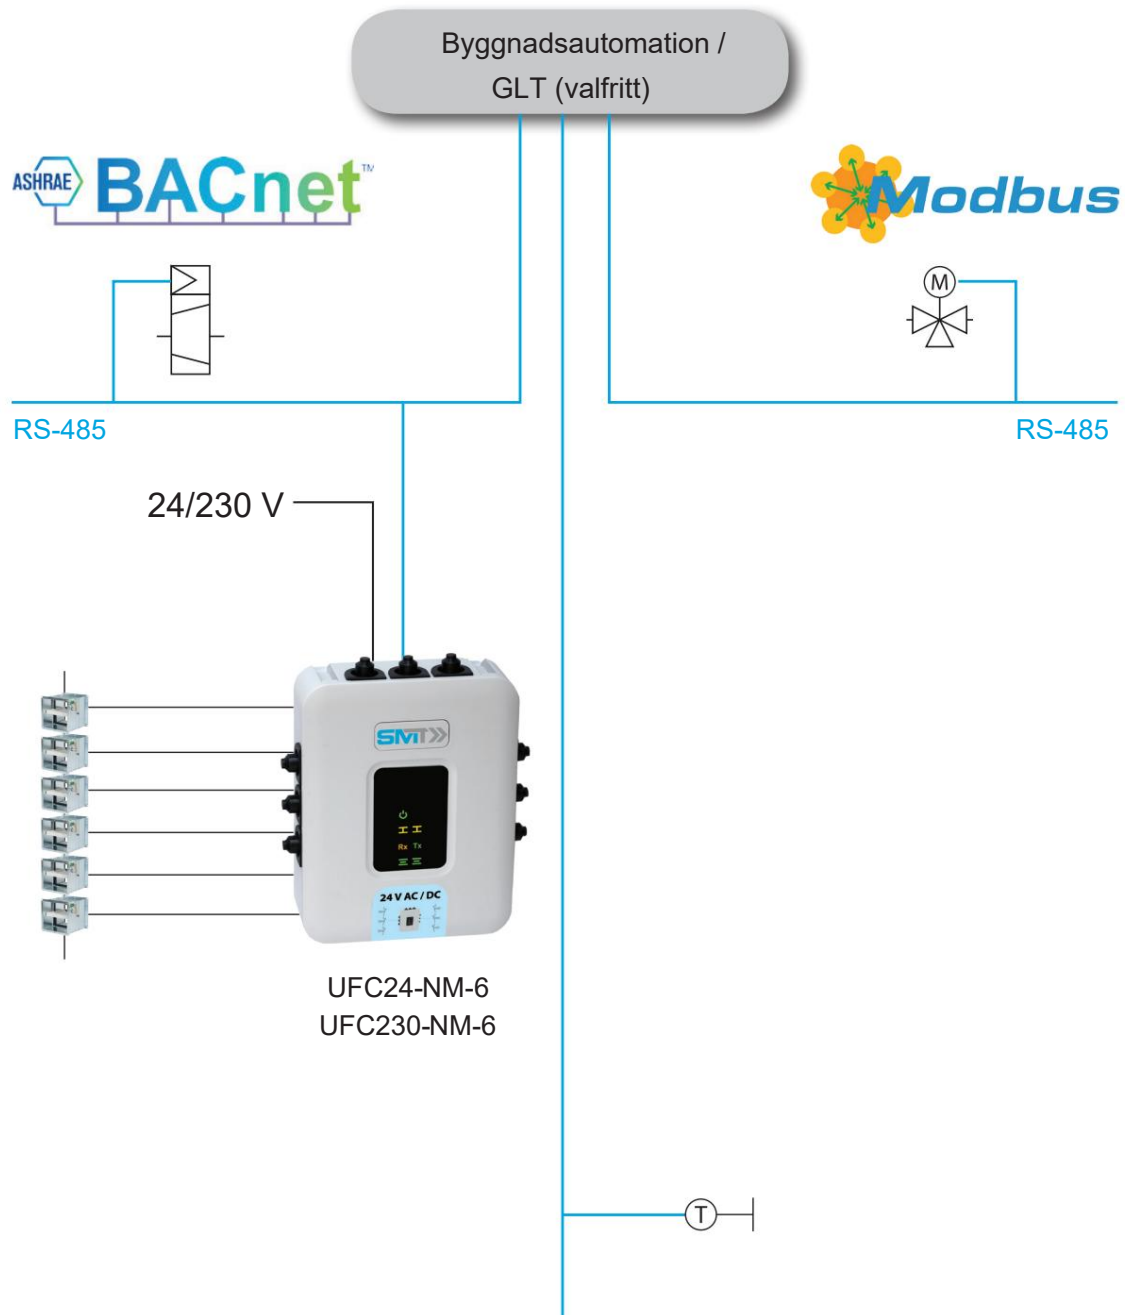 Byggnadsautomation /
GLT (valfritt)
ASHRAE BACnet™
Modbus
M
RS-485
RS-485
24/230 V
SMT
Rx Tx
24 V AC / DC
UFC24-NM-6
UFC230-NM-6
T